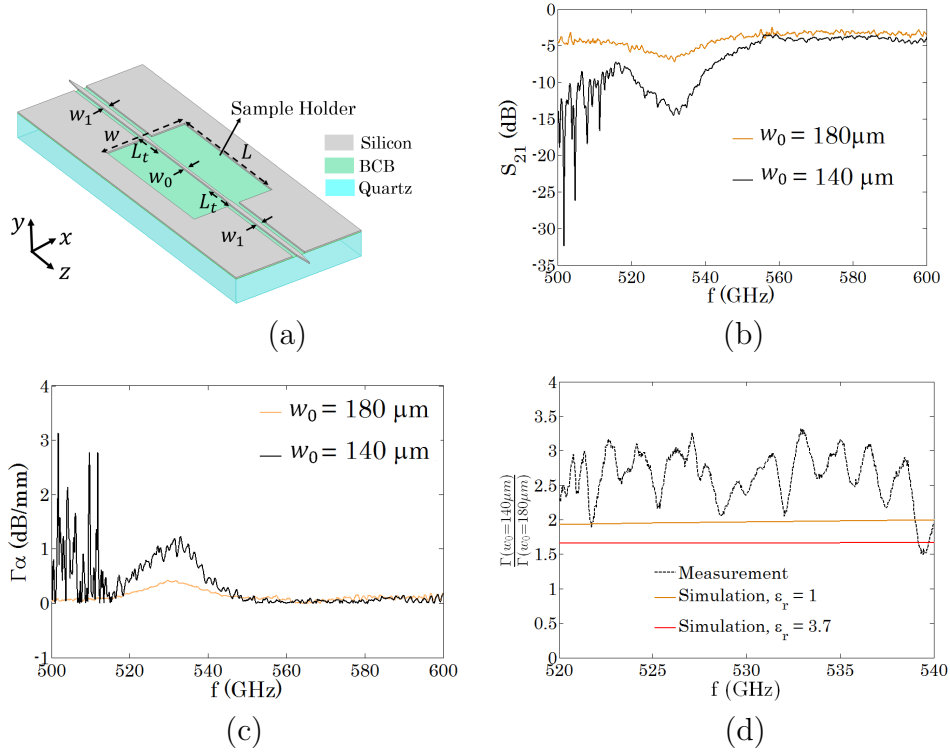 Sample Holder
w₁
w
L
Lₜ
w₀
Lₜ
w₁
Silicon
BCB
Quartz
y
x
z
(a)
0
-5
-10
-15
-20
-25
-30
-35
S₂₁ (dB)
w₀ = 180μm
w₀ = 140 μm
500 520 540 560 580 600
f (GHz)
(b)
4
3
2
1
0
-1
Γα (dB/mm)
w₀ = 180 μm
w₀ = 140 μm
500 520 540 560 580 600
f (GHz)
(c)
4
3.5
3
2.5
2
1.5
1
0.5
0
Γ(w₀=140μm)
Γ(w₀=180μm)
Measurement
Simulation, εᵣ = 1
Simulation, εᵣ = 3.7
520 525 530 535 540
f (GHz)
(d)